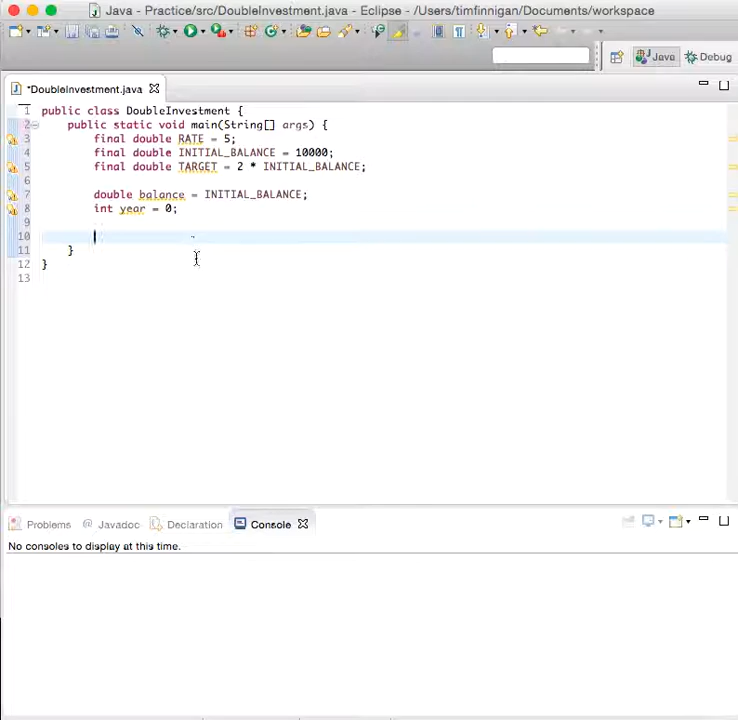 Java - Practice/src/DoubleInvestment.java - Eclipse - /Users/timfinnigan/Documents/workspace
Java
Debug
*DoubleInvestment.java
1 public class DoubleInvestment {
2 public static void main(String[] args) {
3 final double RATE = 5;
4 final double INITIAL_BALANCE = 10000;
5 final double TARGET = 2 * INITIAL_BALANCE;
6
7 double balance = INITIAL_BALANCE;
8 int year = 0;
9
10
11 }
12 }
13
Problems @ Javadoc Declaration Console
No consoles to display at this time.